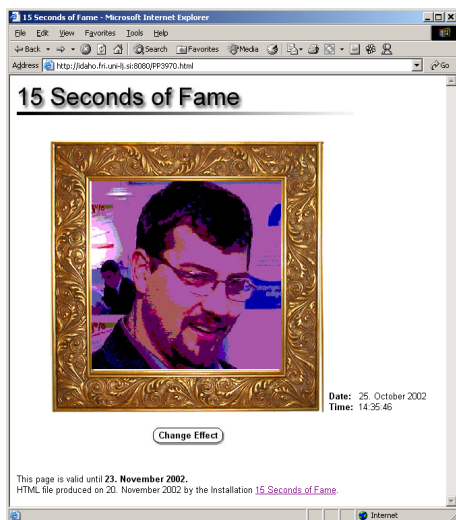 15 Seconds of Fame - Microsoft Internet Explorer
File Edit View Favorites Tools Help
Back Search Favorites Media
Address http://idaho.fri.uni-lj.si:8080/PP3970.html Go
15 Seconds of Fame
Date: 25. October 2002
Time: 14:35:46
Change Effect
This page is valid until 23. November 2002.
HTML file produced on 20. November 2002 by the Installation 15 Seconds of Fame.
Internet